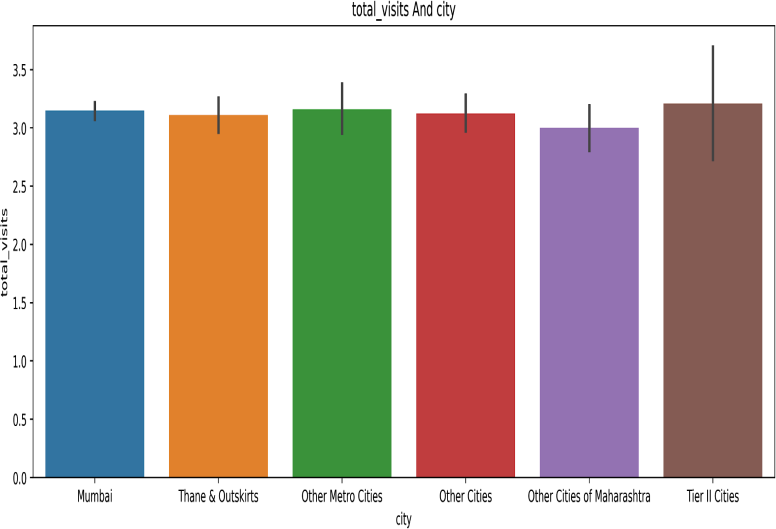 total_visits And city
3.5
3.0
2.5
2.0
1.5
1.0
0.5
0.0
total_visits
Mumbai Thane & Outskirts Other Metro Cities Other Cities Other Cities of Maharashtra Tier II Cities
city